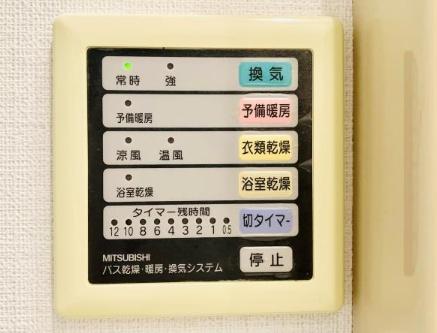 常時 強 換気
予備暖房 予備暖房
涼風 温風 衣類乾燥
浴室乾燥 浴室乾燥
タイマー残時間
12 10 8 6 4 3 2 1 0.5 切タイマー
MITSUBISHI
バス乾燥・暖房・換気システム 停止